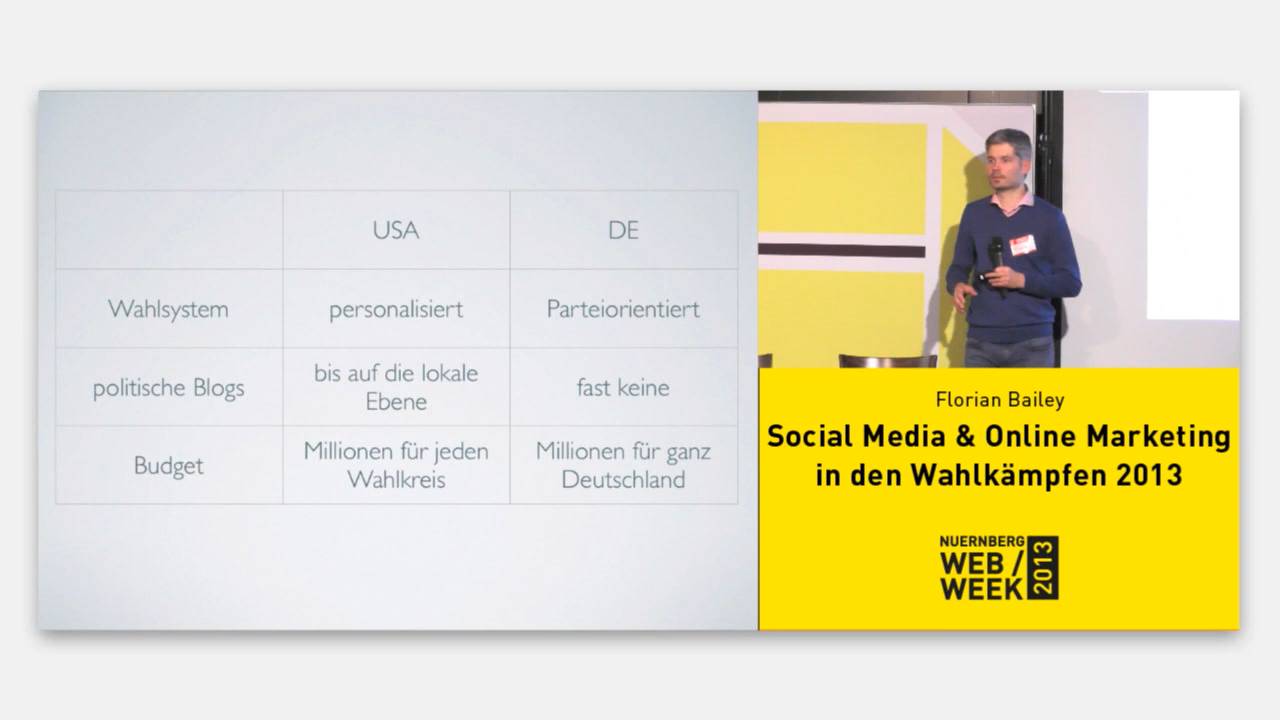 USA
DE
Wahlsystem
personalisiert
Parteiorientiert
politische Blogs
bis auf die lokale
Ebene
fast keine
Budget
Millionen für jeden
Wahlkreis
Millionen für ganz
Deutschland
Florian Bailey
Social Media & Online Marketing
in den Wahlkämpfen 2013
NUERNBERG
WEB /
WEEK
2013